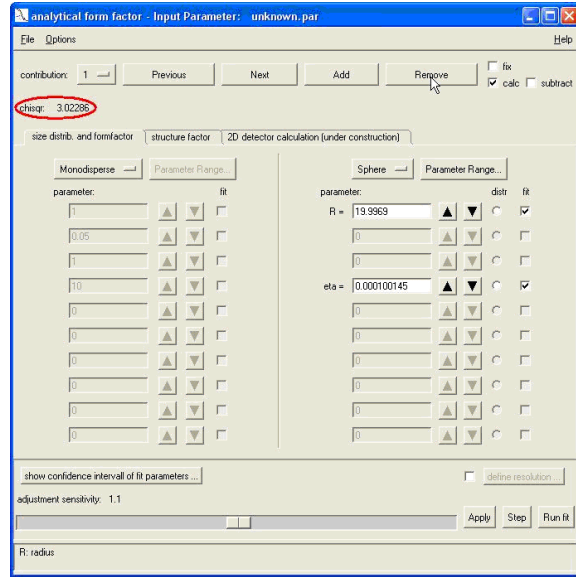 analytical form factor - Input Parameter: unknown.par
File Options Help
contribution: 1 Previous Next Add Remove fix
calc subtract
chisqr: 3.02286
size distrib. and formfactor structure factor 2D detector calculation (under construction)
Monodisperse Parameter Range... Sphere Parameter Range...
parameter: fit parameter: distr fit
1 R = 19.9969
0.05 0
1 0
10 eta = 0.000100145
0 0
0 0
0 0
0 0
0 0
0 0
show confidence intervall of fit parameters ... define resolution ...
adjustment sensitivity: 1.1
Apply Step Run fit
R: radius